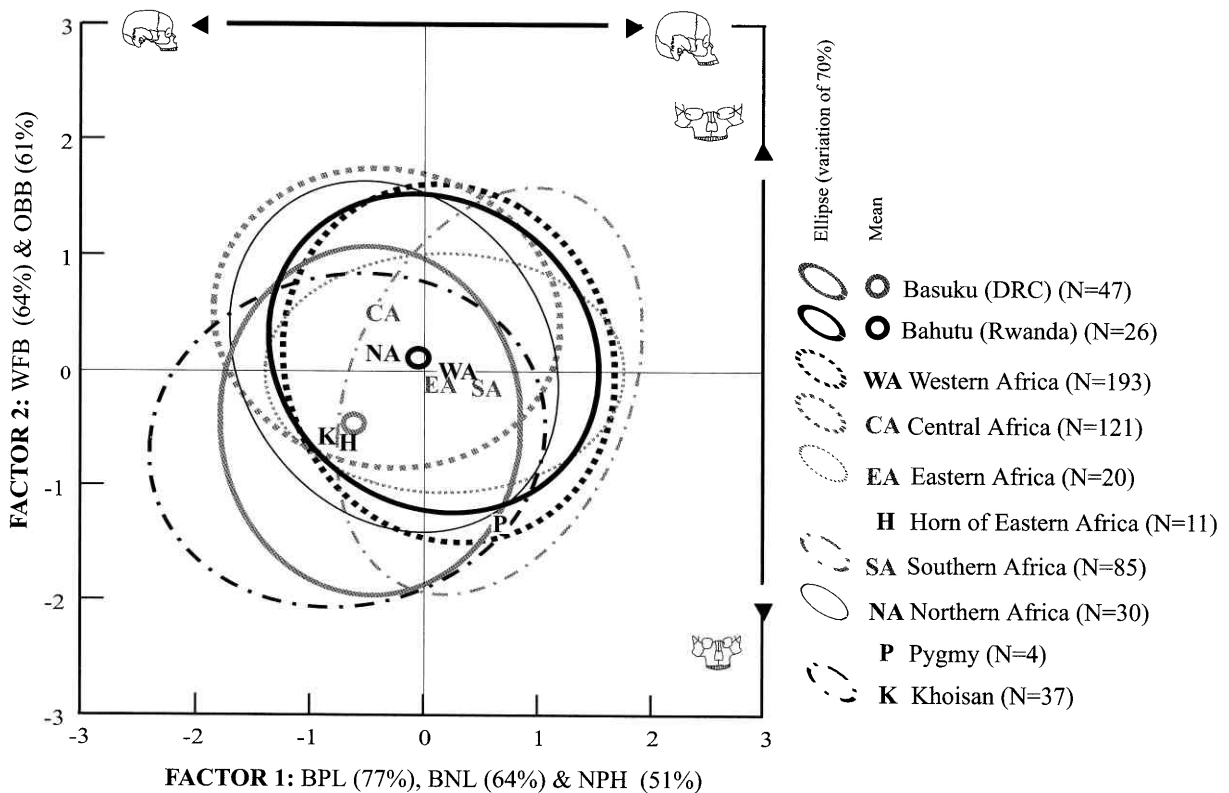 3
2
1
0
-1
-2
-3
FACTOR 2: WFB (64%) & OBB (61%)
CA
NA
WA
EA
SA
K
H
P
-3
-2
-1
0
1
2
3
FACTOR 1: BPL (77%), BNL (64%) & NPH (51%)
Ellipse (variation of 70%)
Mean
Basuku (DRC) (N=47)
Bahutu (Rwanda) (N=26)
WA Western Africa (N=193)
CA Central Africa (N=121)
EA Eastern Africa (N=20)
H Horn of Eastern Africa (N=11)
SA Southern Africa (N=85)
NA Northern Africa (N=30)
P Pygmy (N=4)
K Khoisan (N=37)